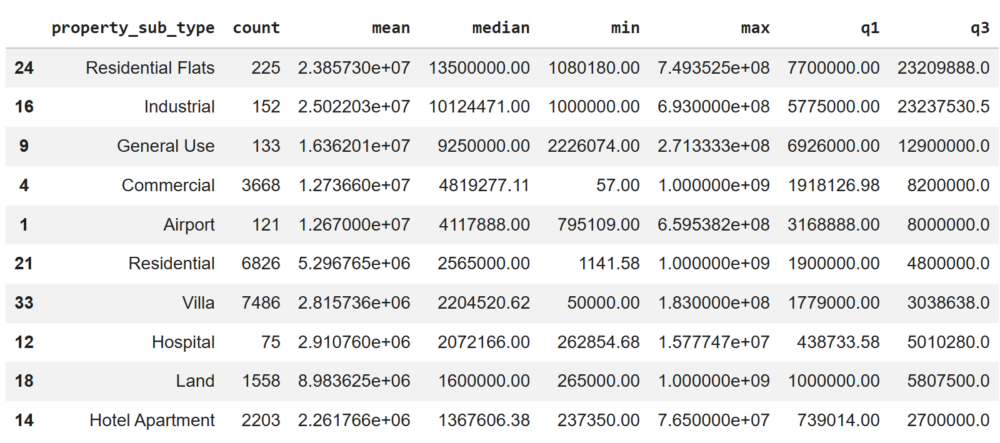 property_sub_type count mean median min max q1 q3
24 Residential Flats 225 2.385730e+07 13500000.00 1080180.00 7.493525e+08 7700000.00 23209888.0
16 Industrial 152 2.502203e+07 10124471.00 1000000.00 6.930000e+08 5775000.00 23237530.5
9 General Use 133 1.636201e+07 9250000.00 2226074.00 2.713333e+08 6926000.00 12900000.0
4 Commercial 3668 1.273660e+07 4819277.11 57.00 1.000000e+09 1918126.98 8200000.0
1 Airport 121 1.267000e+07 4117888.00 795109.00 6.595382e+08 3168888.00 8000000.0
21 Residential 6826 5.296765e+06 2565000.00 1141.58 1.000000e+09 1900000.00 4800000.0
33 Villa 7486 2.815736e+06 2204520.62 50000.00 1.830000e+08 1779000.00 3038638.0
12 Hospital 75 2.910760e+06 2072166.00 262854.68 1.577747e+07 438733.58 5010280.0
18 Land 1558 8.983625e+06 1600000.00 265000.00 1.000000e+09 1000000.00 5807500.0
14 Hotel Apartment 2203 2.261766e+06 1367606.38 237350.00 7.650000e+07 739014.00 2700000.0